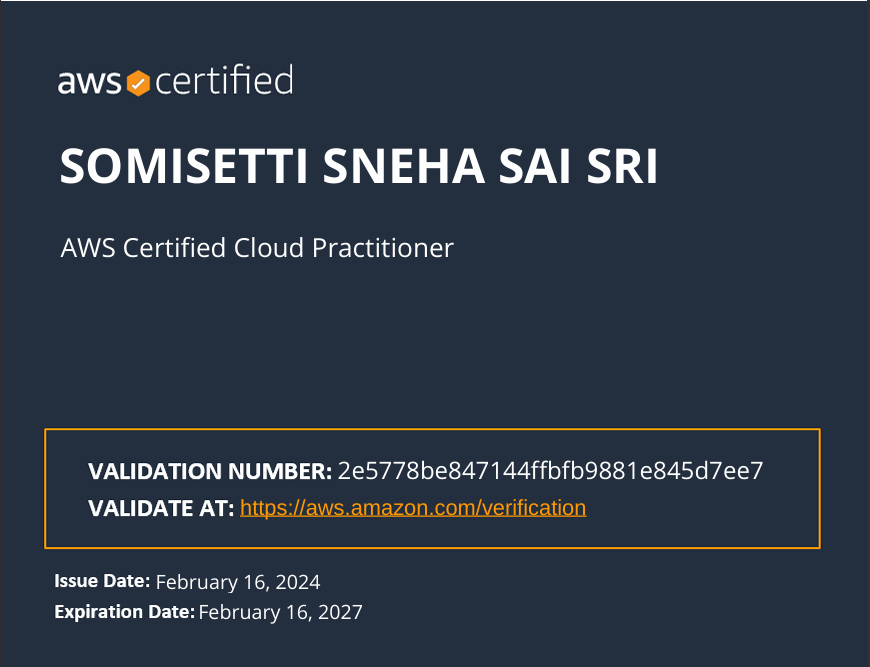 aws certified
SOMISETTI SNEHA SAI SRI
AWS Certified Cloud Practitioner
VALIDATION NUMBER: 2e5778be847144ffbfb9881e845d7ee7
VALIDATE AT: https://aws.amazon.com/verification
Issue Date: February 16, 2024
Expiration Date: February 16, 2027